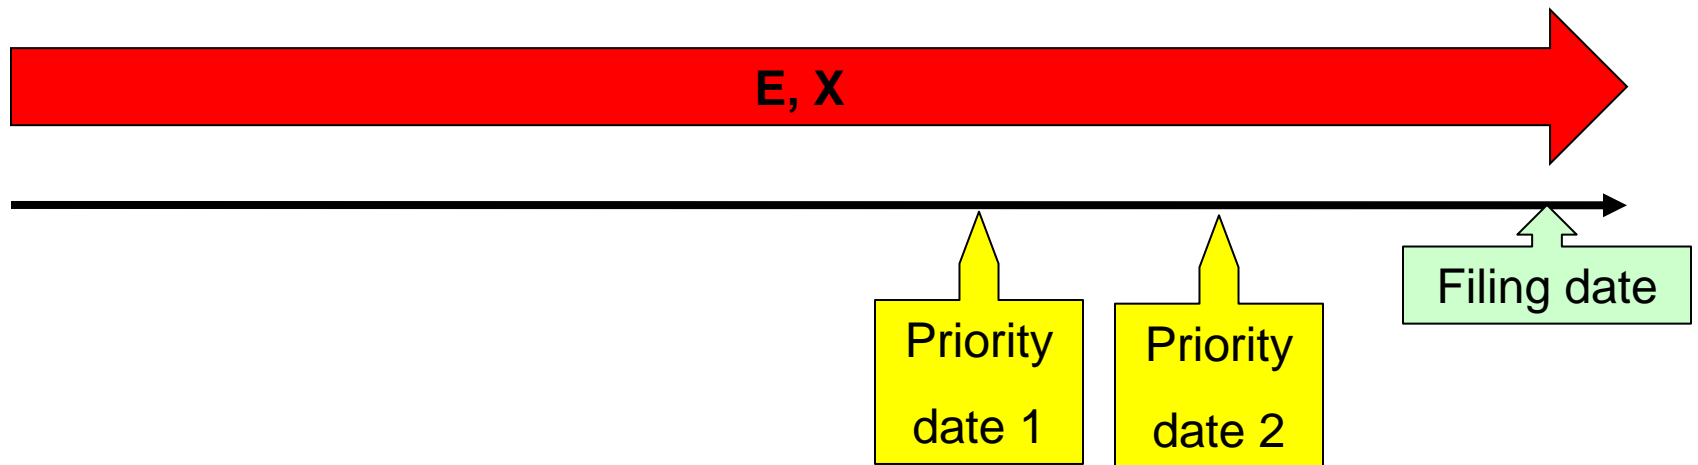 E, X
Filing date
Priority
date 1
Priority
date 2